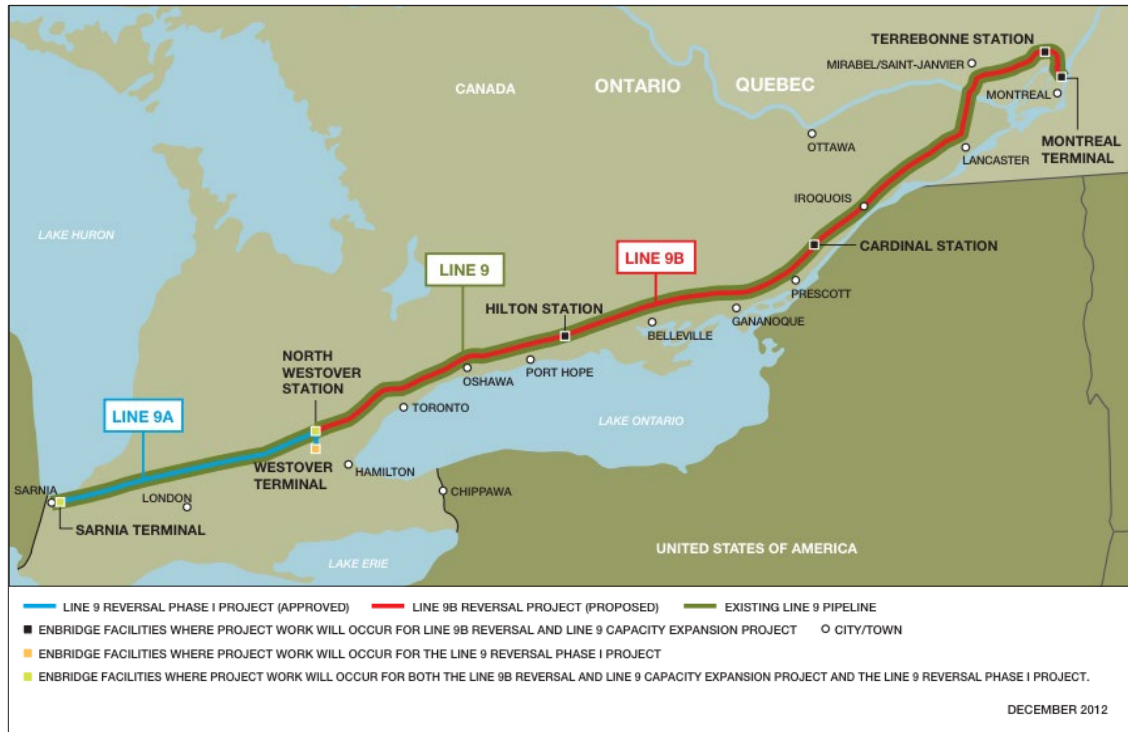 TERREBONNE STATION
MIRABEL/SAINT-JANVIER
CANADA
ONTARIO
QUEBEC
MONTREAL
OTTAWA
MONTREAL
TERMINAL
LANCASTER
IROQUOIS
LAKE HURON
CARDINAL STATION
LINE 9
LINE 9B
PRESCOTT
HILTON STATION
GANANOQUE
BELLEVILLE
NORTH
WESTOVER
STATION
OSHAWA
PORT HOPE
LINE 9A
TORONTO
LAKE ONTARIO
WESTOVER
TERMINAL
HAMILTON
SARNIA
LONDON
CHIPPAWA
SARNIA TERMINAL
UNITED STATES OF AMERICA
LAKE ERIE
LINE 9 REVERSAL PHASE I PROJECT (APPROVED)
LINE 9B REVERSAL PROJECT (PROPOSED)
EXISTING LINE 9 PIPELINE
ENBRIDGE FACILITIES WHERE PROJECT WORK WILL OCCUR FOR LINE 9B REVERSAL AND LINE 9 CAPACITY EXPANSION PROJECT
CITY/TOWN
ENBRIDGE FACILITIES WHERE PROJECT WORK WILL OCCUR FOR THE LINE 9 REVERSAL PHASE I PROJECT
ENBRIDGE FACILITIES WHERE PROJECT WORK WILL OCCUR FOR BOTH THE LINE 9B REVERSAL AND LINE 9 CAPACITY EXPANSION PROJECT AND THE LINE 9 REVERSAL PHASE I PROJECT.
DECEMBER 2012